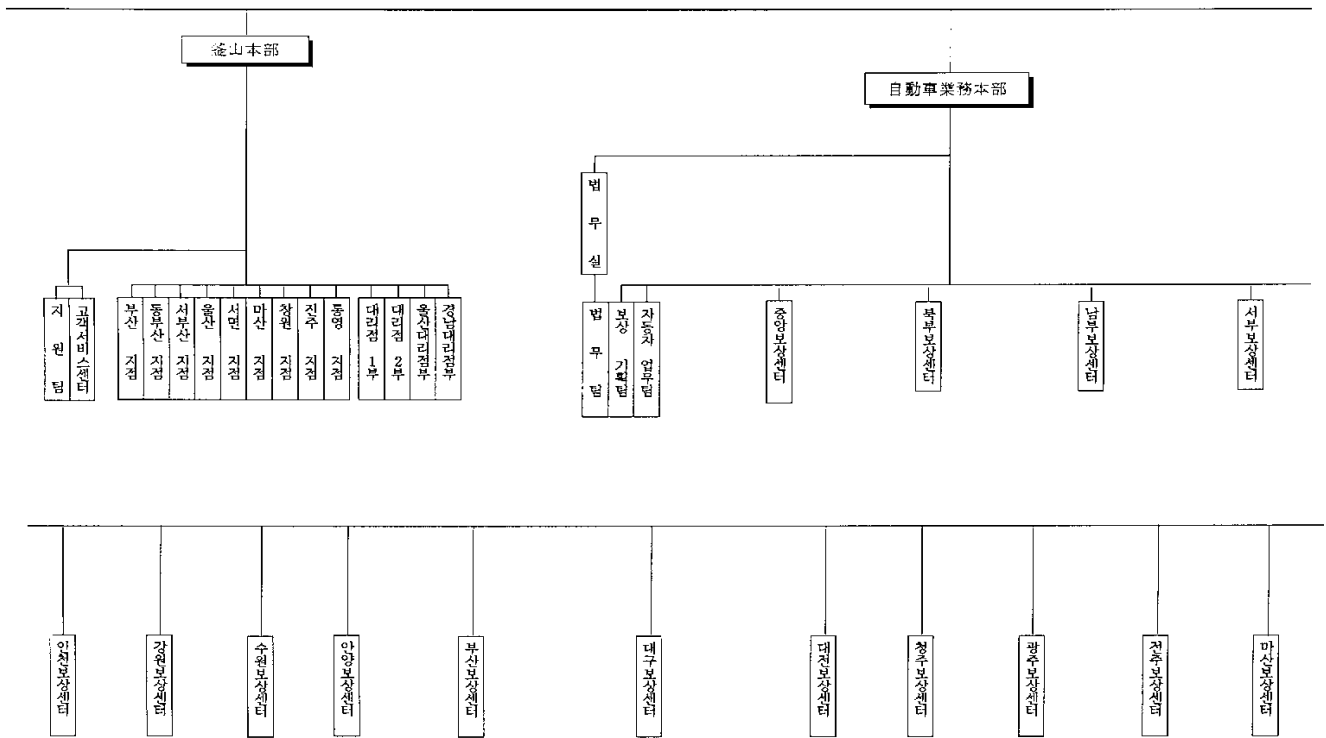 釜山本部
自動車業務本部
법무실
지원팀
고객서비스센터
부산 지점
동부산 지점
서부산 지점
울산 지점
서면 지점
마산 지점
창원 지점
진주 지점
통영 지점
대리점 1부
대리점 2부
울산대리점부
경남대리점부
법무팀
보상 기획팀
자동차 업무팀
중앙보상센터
북부보상센터
남부보상센터
서부보상센터
인천보상센터
강원보상센터
수원보상센터
안양보상센터
부산보상센터
대구보상센터
대전보상센터
청주보상센터
광주보상센터
전주보상센터
마산보상센터